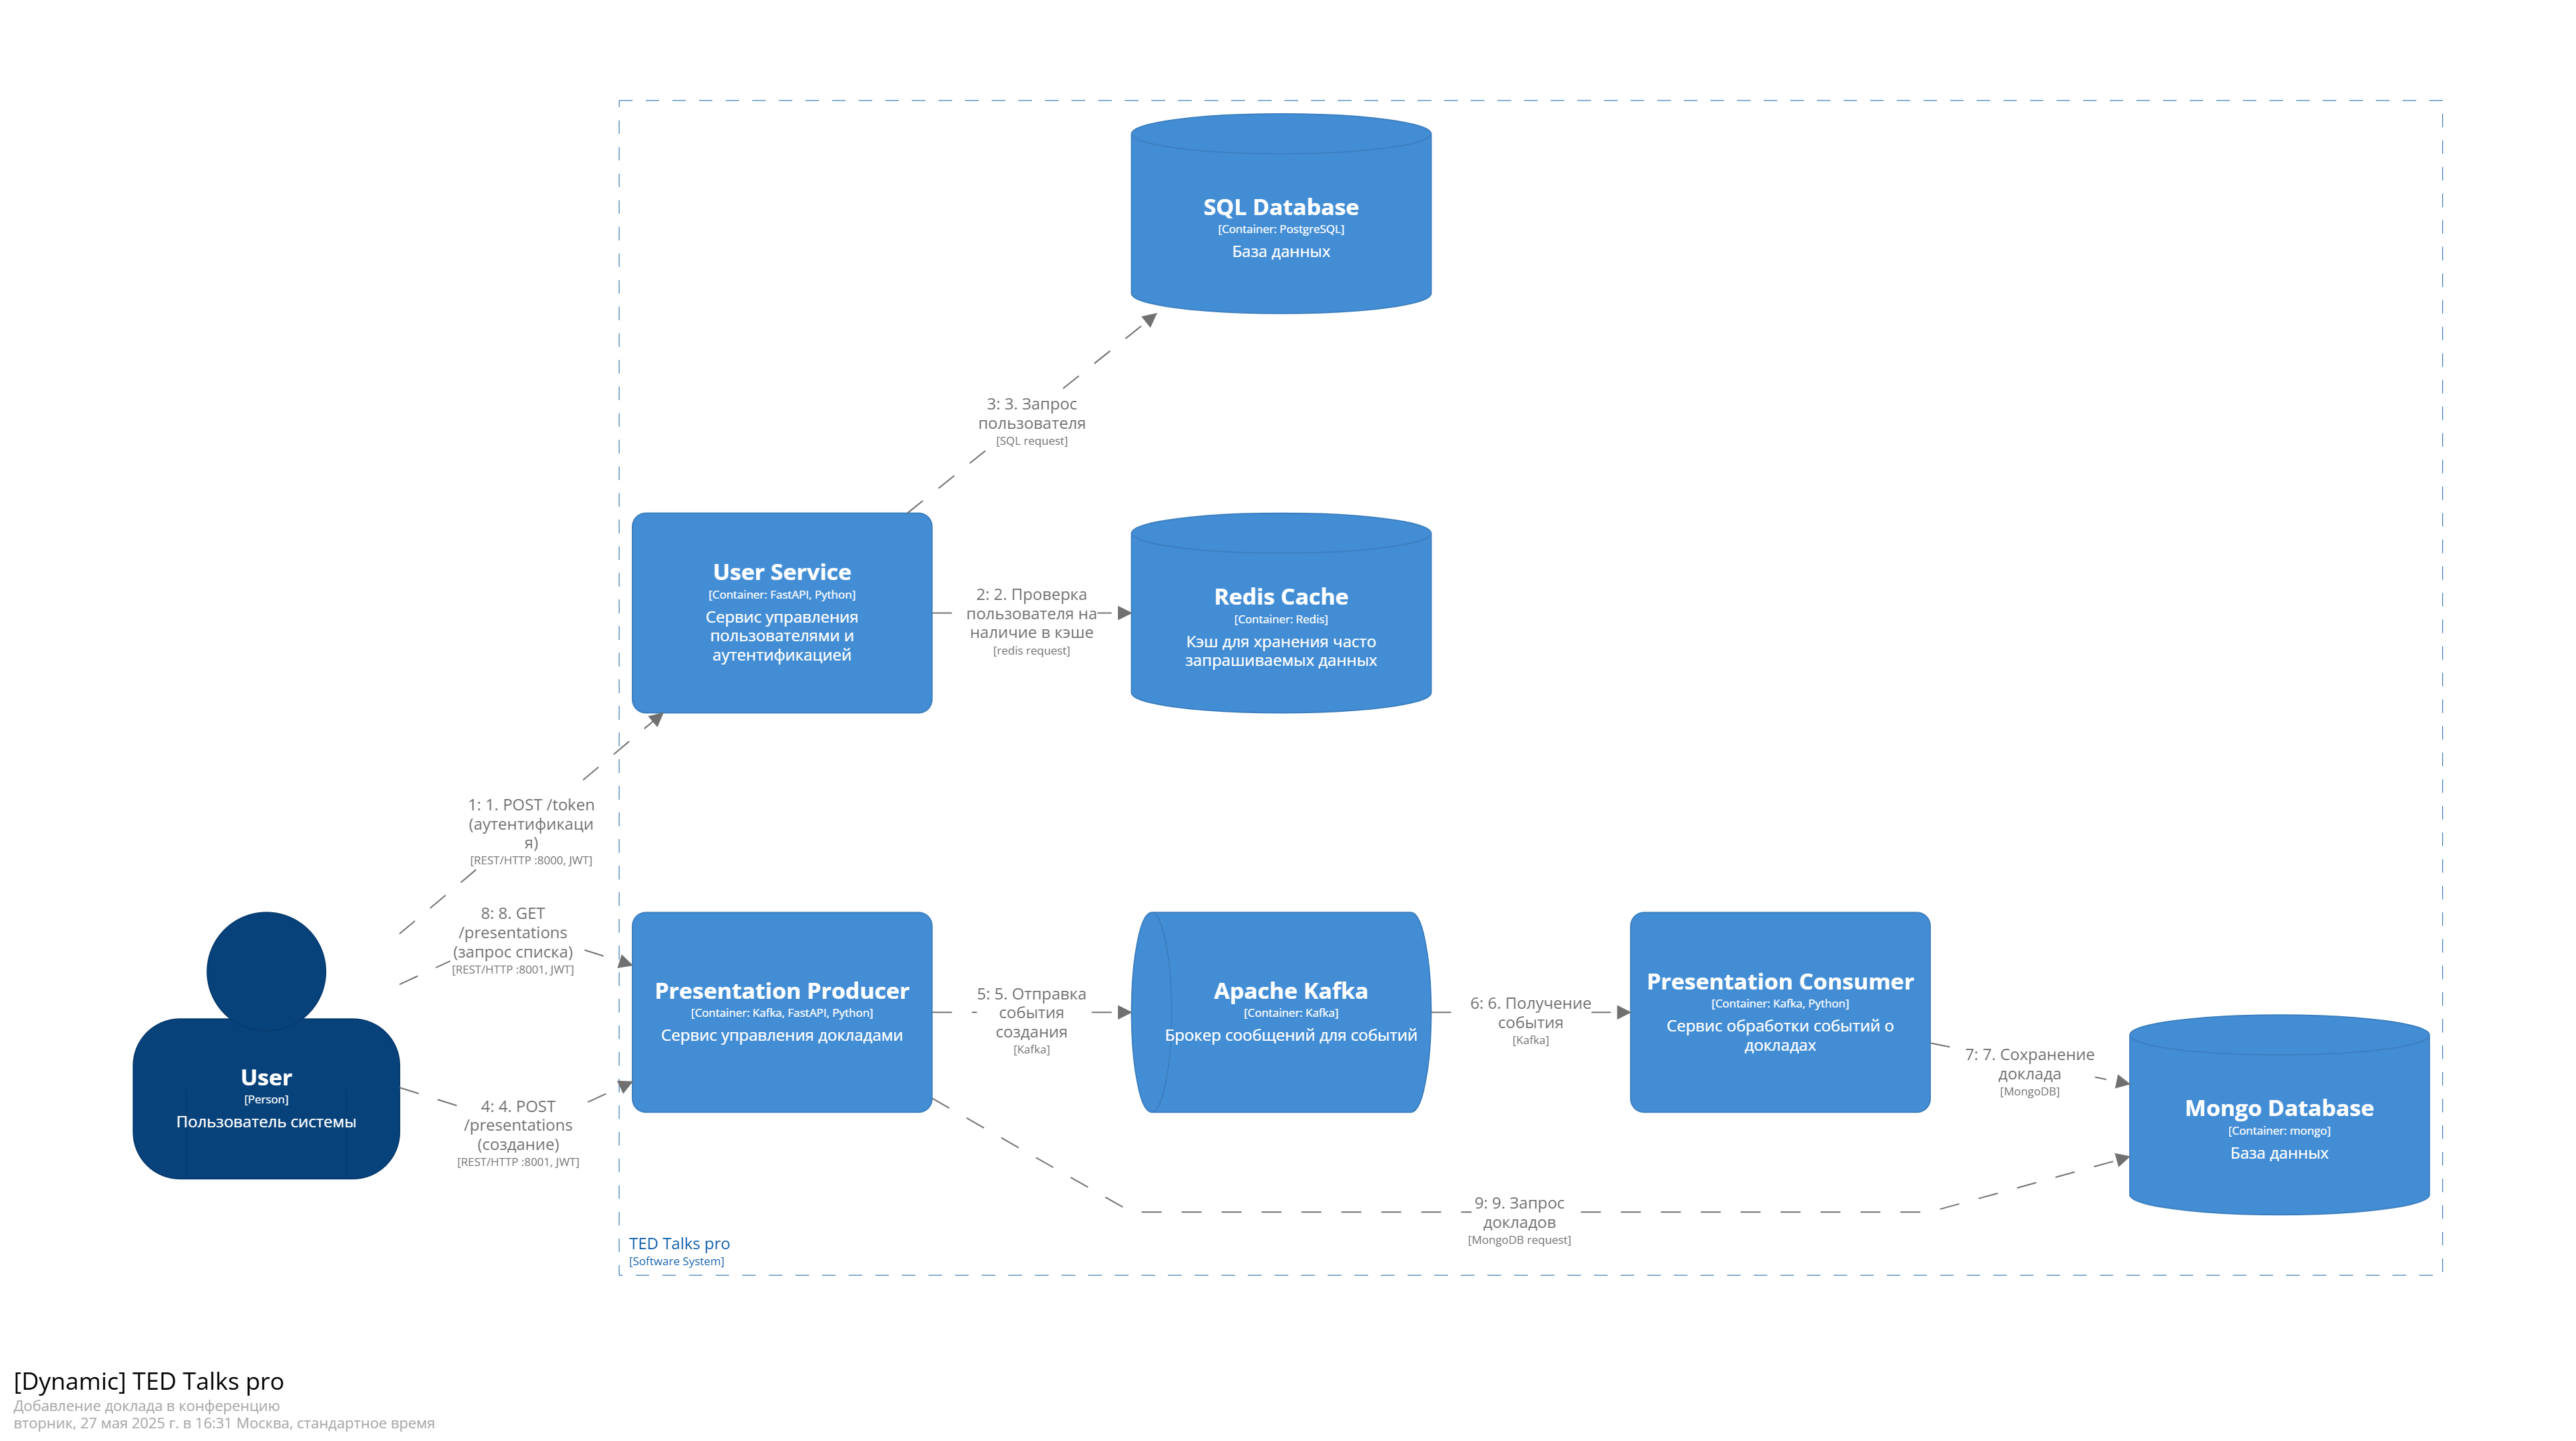 SQL Database
[Container: PostgreSQL]
База данных
3: 3. Запрос
пользователя
[SQL request]
User Service
[Container: FastAPI, Python]
Сервис управления
пользователями и
аутентификацией
2: 2. Проверка
пользователя на
наличие в кэше
[redis request]
Redis Cache
[Container: Redis]
Кэш для хранения часто
запрашиваемых данных
1: 1. POST /token
(аутентификаци
я)
[REST/HTTP :8000, JWT]
8: 8. GET
/presentations
(запрос списка)
[REST/HTTP :8001, JWT]
User
[Person]
Пользователь системы
4: 4. POST
/presentations
(создание)
[REST/HTTP :8001, JWT]
Presentation Producer
[Container: Kafka, FastAPI, Python]
Сервис управления докладами
5: 5. Отправка
события
создания
[Kafka]
Apache Kafka
[Container: Kafka]
Брокер сообщений для событий
6: 6. Получение
события
[Kafka]
Presentation Consumer
[Container: Kafka, Python]
Сервис обработки событий о
докладах
7: 7. Сохранение
доклада
[MongoDB]
Mongo Database
[Container: mongo]
База данных
9: 9. Запрос
докладов
[MongoDB request]
TED Talks pro
[Software System]
[Dynamic] TED Talks pro
Добавление доклада в конференцию
вторник, 27 мая 2025 г. в 16:31 Москва, стандартное время